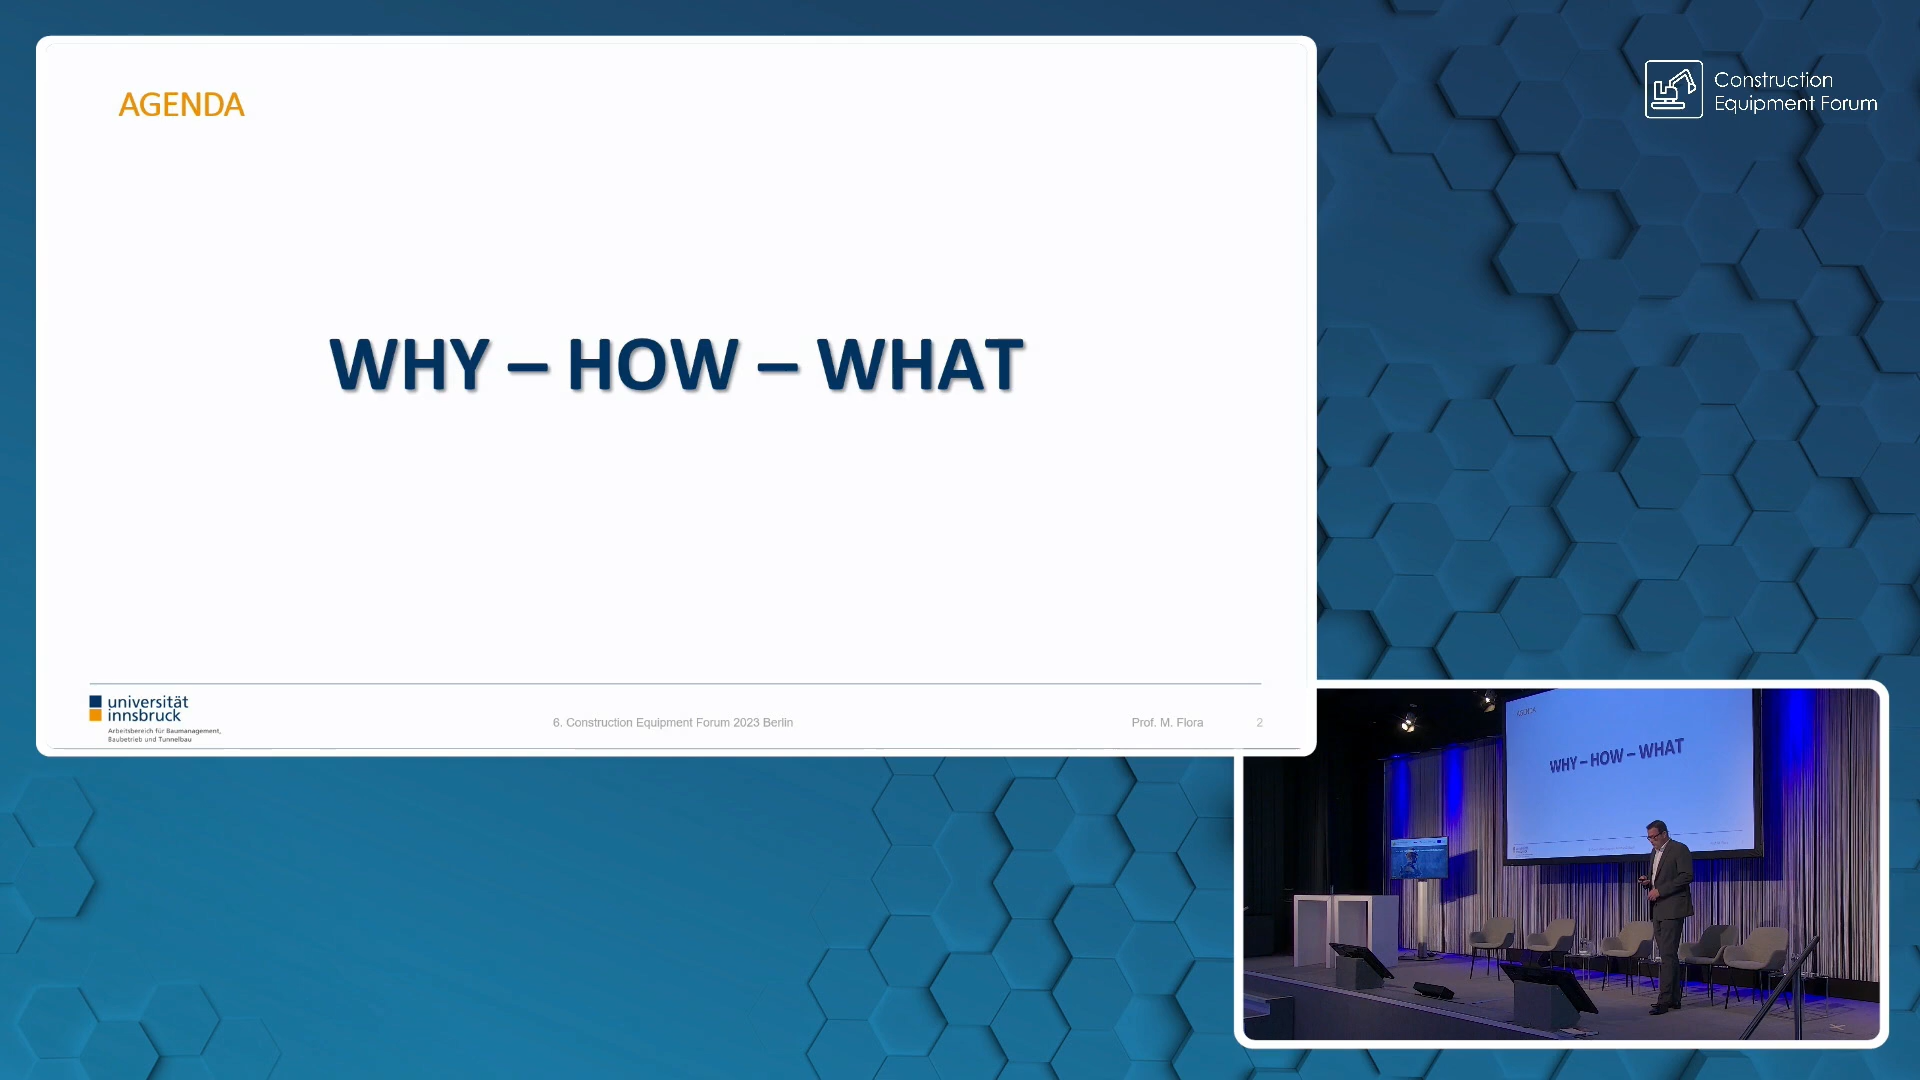 AGENDA
WHY – HOW – WHAT
universität
innsbruck
Arbeitsbereich für Baumanagement,
Baubetrieb und Tunnelbau
6. Construction Equipment Forum 2023 Berlin
Prof. M. Flora
2
Construction
Equipment Forum
AGENDA
WHY – HOW – WHAT